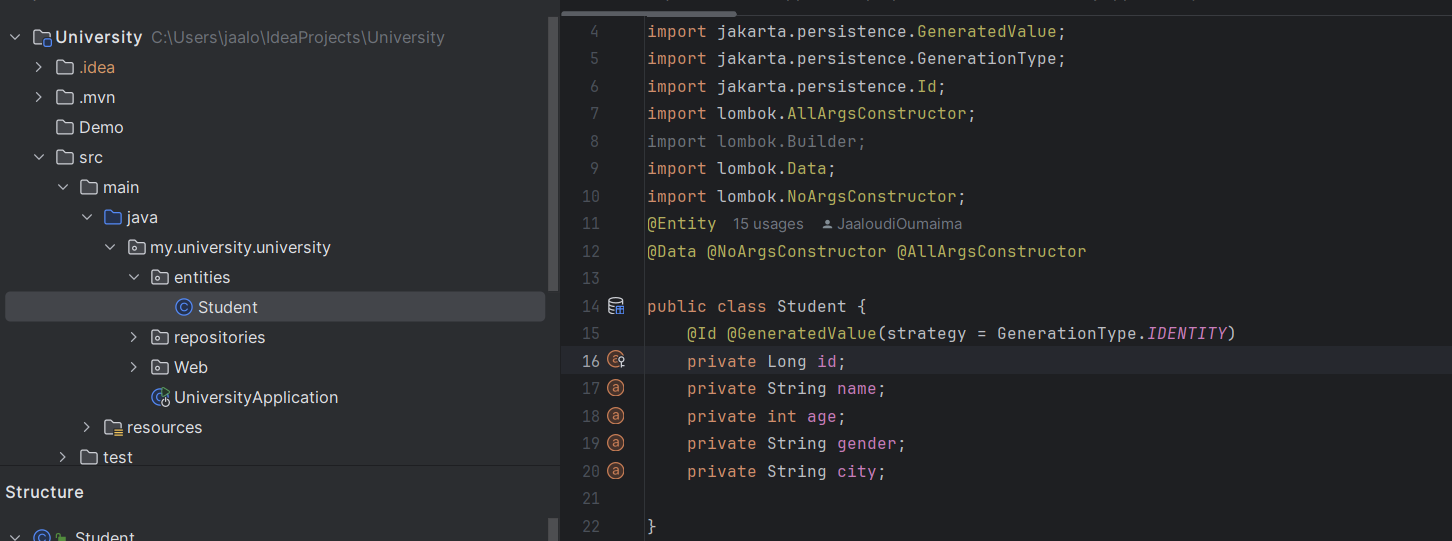 University C:\Users\jaalo\IdeaProjects\University
.idea
.mvn
Demo
src
main
java
my.university.university
entities
Student
repositories
Web
UniversityApplication
resources
test
Structure
Student
4 import jakarta.persistence.GeneratedValue;
5 import jakarta.persistence.GenerationType;
6 import jakarta.persistence.Id;
7 import lombok.AllArgsConstructor;
8 import lombok.Builder;
9 import lombok.Data;
10 import lombok.NoArgsConstructor;
11 @Entity 15 usages JaaloudiOumaima
12 @Data @NoArgsConstructor @AllArgsConstructor
13
14 public class Student {
15 @Id @GeneratedValue(strategy = GenerationType.IDENTITY)
16 private Long id;
17 private String name;
18 private int age;
19 private String gender;
20 private String city;
21
22 }